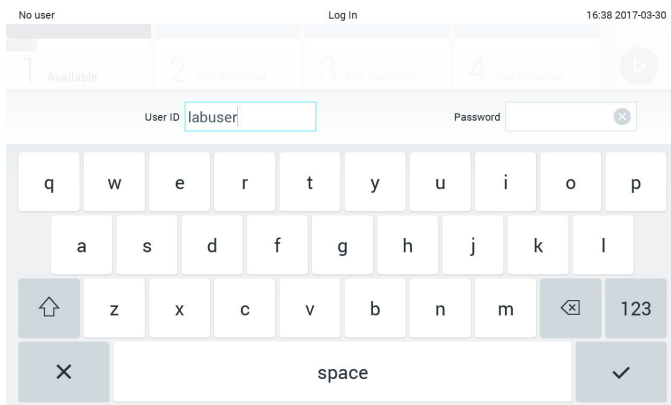 No user Log In 16:38 2017-03-30
1 Available 2 Not installed 3 Not installed 4 Not installed
User ID labuser Password
q w e r t y u i o p
a s d f g h j k l
z x c v b n m 123
space